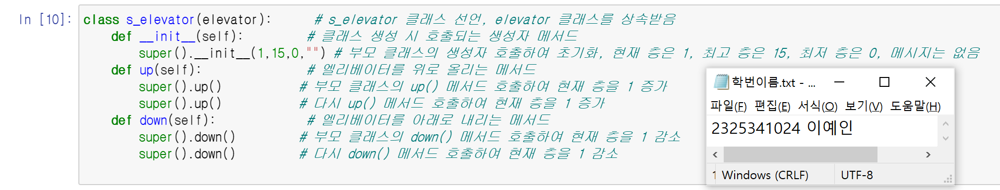 In [10]: class s_elevator(elevator):      # s_elevator 클래스 선언, elevator 클래스를 상속받음
    def __init__(self):         # 클래스 생성 시 호출되는 생성자 메서드
        super().__init__(1,15,0,"") # 부모 클래스의 생성자 호출하여 초기화, 현재 층은 1, 최고 층은 15, 최저 층은 0, 메시지는 없음
    def up(self):               # 엘리베이터를 위로 올리는 메서드
        super().up()           # 부모 클래스의 up() 메서드 호출하여 현재 층을 1 증가
        super().up()           # 다시 up() 메서드 호출하여 현재 층을 1 증가
    def down(self):             # 엘리베이터를 아래로 내리는 메서드
        super().down()         # 부모 클래스의 down() 메서드 호출하여 현재 층을 1 감소
        super().down()         # 다시 down() 메서드 호출하여 현재 층을 1 감소
학번이름.txt - ...
파일(F) 편집(E) 서식(O) 보기(V) 도움말(H)
2325341024 이예인
Windows (CRLF) UTF-8